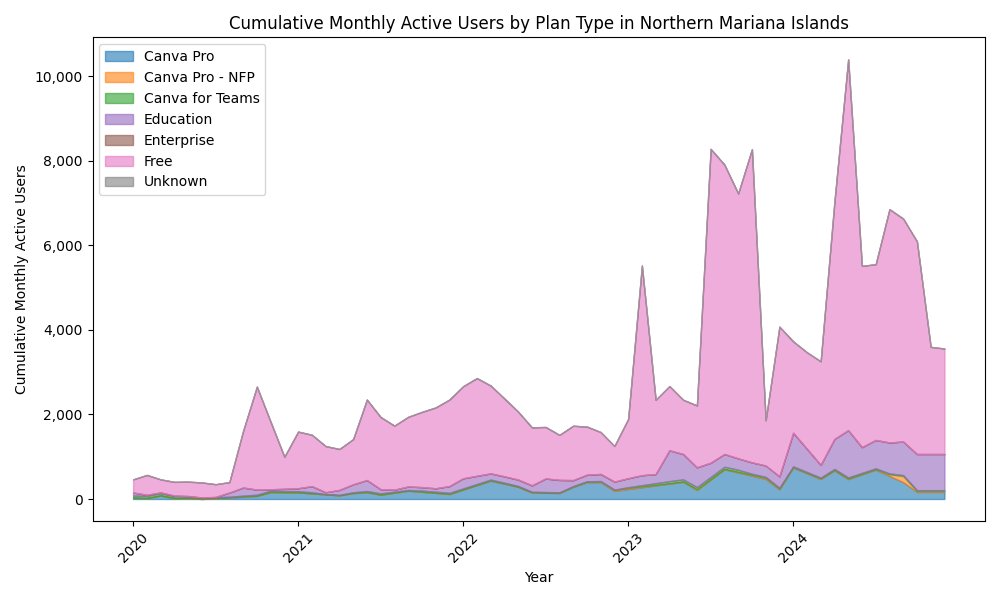 Cumulative Monthly Active Users by Plan Type in Northern Mariana Islands
Canva Pro
Canva Pro - NFP
Canva for Teams
Education
Enterprise
Free
Unknown
Cumulative Monthly Active Users
10,000
8,000
6,000
4,000
2,000
0
2020
2021
2022
2023
2024
Year